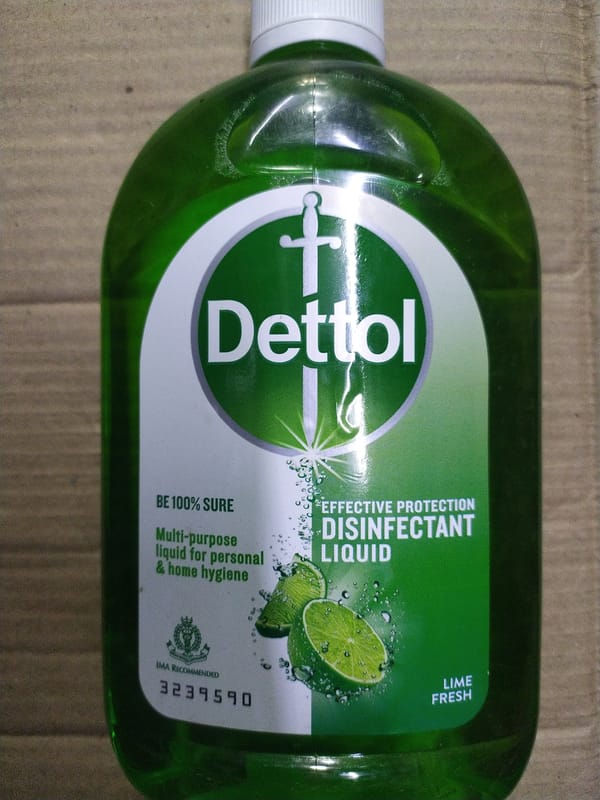 Dettol
BE 100% SURE
Multi-purpose
liquid for personal
& home hygiene
EFFECTIVE PROTECTION
DISINFECTANT
LIQUID
IMA RECOMMENDED
3239590
LIME
FRESH